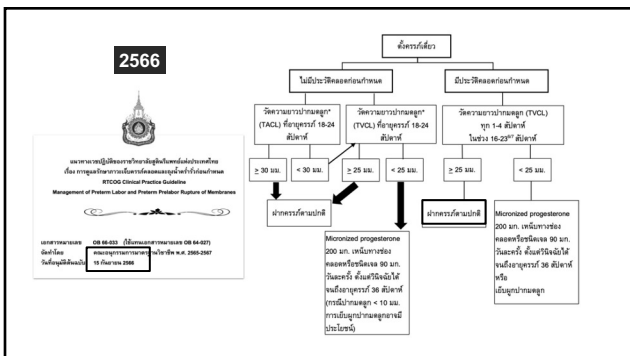 2566
แนวทางเวชปฏิบัติของราชวิทยาลัยสูตินรีแพทย์แห่งประเทศไทย
เรื่อง การดูแลรักษาภาวะเจ็บครรภ์คลอดและถุงน้ำคร่ำรั่วก่อนกำหนด
RTCOG Clinical Practice Guideline
Management of Preterm Labor and Preterm Prelabor Rupture of Membranes
เอกสารหมายเลข OB 66-033 (ใช้แทนเอกสารหมายเลข OB 64-027)
จัดทำโดย คณะอนุกรรมการมาตรฐานวิชาชีพ พ.ศ. 2565-2567
วันที่อนุมัติต้นฉบับ 15 กันยายน 2566
ตั้งครรภ์เดี่ยว
ไม่มีประวัติคลอดก่อนกำหนด
มีประวัติคลอดก่อนกำหนด
วัดความยาวปากมดลูก*
(TACL) ที่อายุครรภ์ 18-24
สัปดาห์
วัดความยาวปากมดลูก*
(TVCL) ที่อายุครรภ์ 18-24
สัปดาห์
วัดความยาวปากมดลูก (TVCL)
ทุก 1-4 สัปดาห์
ในช่วง 16-23⁶/⁷ สัปดาห์
≥ 30 มม.
< 30 มม.
≥ 25 มม.
< 25 มม.
≥ 25 มม.
< 25 มม.
ฝากครรภ์ตามปกติ
ฝากครรภ์ตามปกติ
Micronized progesterone
200 มก. เหน็บทางช่อง
คลอดหรือชนิดเจล 90 มก.
วันละครั้ง ตั้งแต่วินิจฉัยได้
จนถึงอายุครรภ์ 36 สัปดาห์
(กรณีปากมดลูก < 10 มม.
การเย็บผูกปากมดลูกอาจมี
ประโยชน์)
Micronized progesterone
200 มก. เหน็บทางช่อง
คลอดหรือชนิดเจล 90 มก.
วันละครั้ง ตั้งแต่วินิจฉัยได้
จนถึงอายุครรภ์ 36 สัปดาห์
หรือ
เย็บผูกปากมดลูก